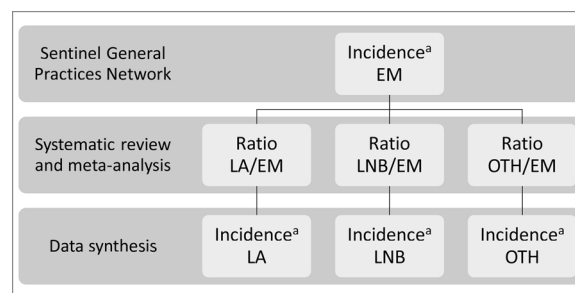 Sentinel General
Practices Network
Incidenceᵃ
EM
Systematic review
and meta-analysis
Ratio
LA/EM
Ratio
LNB/EM
Ratio
OTH/EM
Data synthesis
Incidenceᵃ
LA
Incidenceᵃ
LNB
Incidenceᵃ
OTH